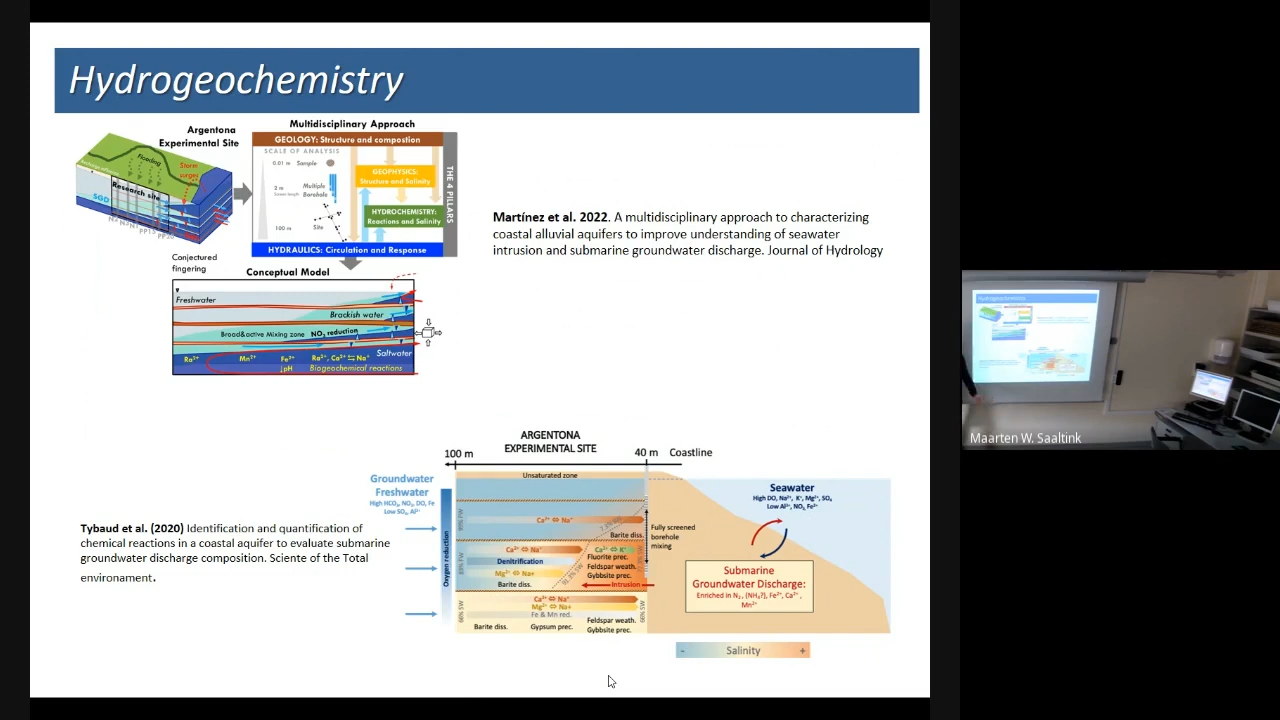 Hydrogeochemistry
Argentona
Experimental Site
Flooding
Storm
surges
Research site
SGD
Multidisciplinary Approach
GEOLOGY: Structure and compostion
SCALE OF ANALYSIS
0.01 m Sample
2 m
Multiple
Borehole
Site
100 m
GEOPHYSICS:
Structure and Salinity
HYDROCHEMISTRY:
Reactions and Salinity
HYDRAULICS: Circulation and Response
THE 4 PILLARS
Conjectured
fingering
Conceptual Model
Freshwater
Brackish water
Broad&active Mixing zone NO₃ reduction
Saltwater
Ra²⁺ Mn²⁺ Fe²⁺ Ra²⁺, Ca²⁺ ⇆ Na⁺
↓pH Biogeochemical reactions
Martínez et al. 2022. A multidisciplinary approach to characterizing
coastal alluvial aquifers to improve understanding of seawater
intrusion and submarine groundwater discharge. Journal of Hydrology
Tybaud et al. (2020) Identification and quantification of
chemical reactions in a coastal aquifer to evaluate submarine
groundwater discharge composition. Sciente of the Total
environament.
ARGENTONA
EXPERIMENTAL SITE
100 m
40 m Coastline
Unsaturated zone
Groundwater
Freshwater
High HCO₃, NO₃, DO, Fe
Low SO₄, Al³⁺
Oxygen reduction
Ca²⁺ ⇔ Na⁺
Barite diss.
Ca²⁺ ⇔ Na⁺
Ca²⁺ ⇔ K⁺
Denitrification
Fluorite prec.
Feldspar weath.
Gybbsite prec.
Mg²⁺ ⇔ Na+
Barite diss.
Intrusion
Ca²⁺ ⇔ Na⁺
Mg²⁺ ⇔ Na+
Fe & Mn red.
Barite diss. Gypsum prec.
Feldspar weath.
Gybbsite prec.
66% SW
Fully screened
borehole
mixing
Seawater
High DO, Na²⁺, K⁺, Mg²⁺, SO₄
Low Al³⁺, NO₃, Fe²⁺
Submarine
Groundwater Discharge:
Enriched in N₂, (NH₄?), Fe²⁺, Ca²⁺,
Mn²⁺
- Salinity +
Hydrogeochemistry
Maarten W. Saaltink